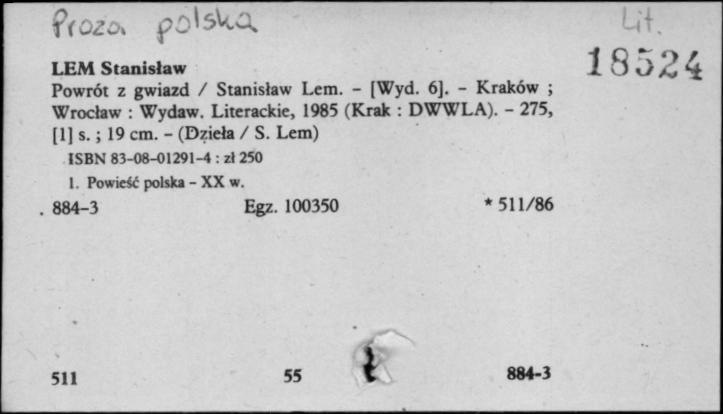 Proza polska
Lit.
18524
LEM Stanisław
Powrót z gwiazd / Stanisław Lem. – [Wyd. 6]. – Kraków ;
Wrocław : Wydaw. Literackie, 1985 (Krak : DWWLA). – 275,
[1] s. ; 19 cm. – (Dzieła / S. Lem)
ISBN 83-08-01291-4 : zł 250
1. Powieść polska – XX w.
884-3 Egz. 100350 * 511/86
511 55 884-3